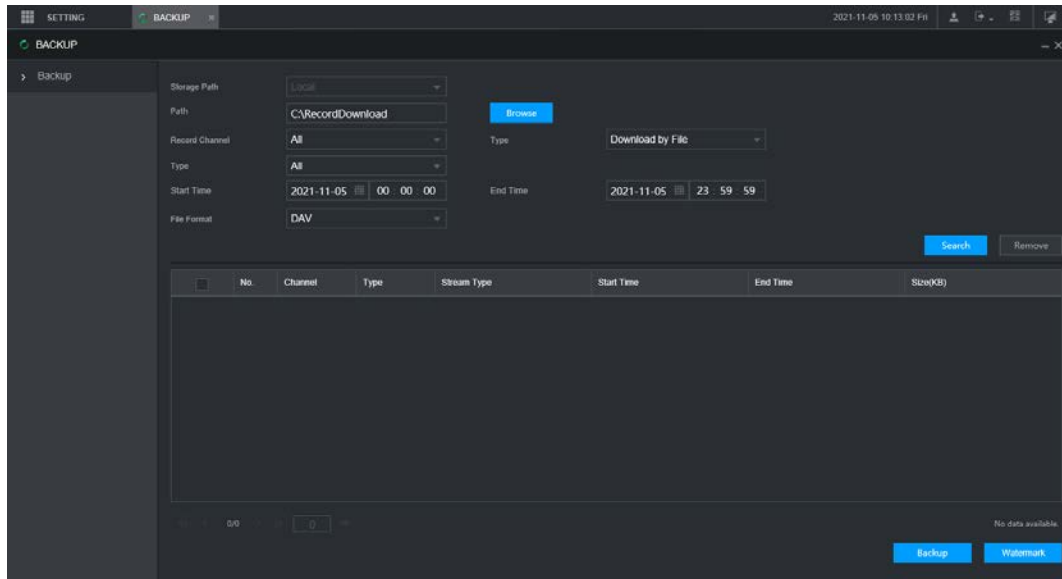 SETTING BACKUP × 2021-11-05 10:13:02 Fri
BACKUP
Backup
Storage Path Local
Path C:\RecordDownload Browse
Record Channel All Type Download by File
Type All
Start Time 2021-11-05 00 : 00 : 00 End Time 2021-11-05 23 : 59 : 59
File Format DAV
Search Remove
No. Channel Type Stream Type Start Time End Time Size(KB)
0/0 0
No data available.
Backup Watermark